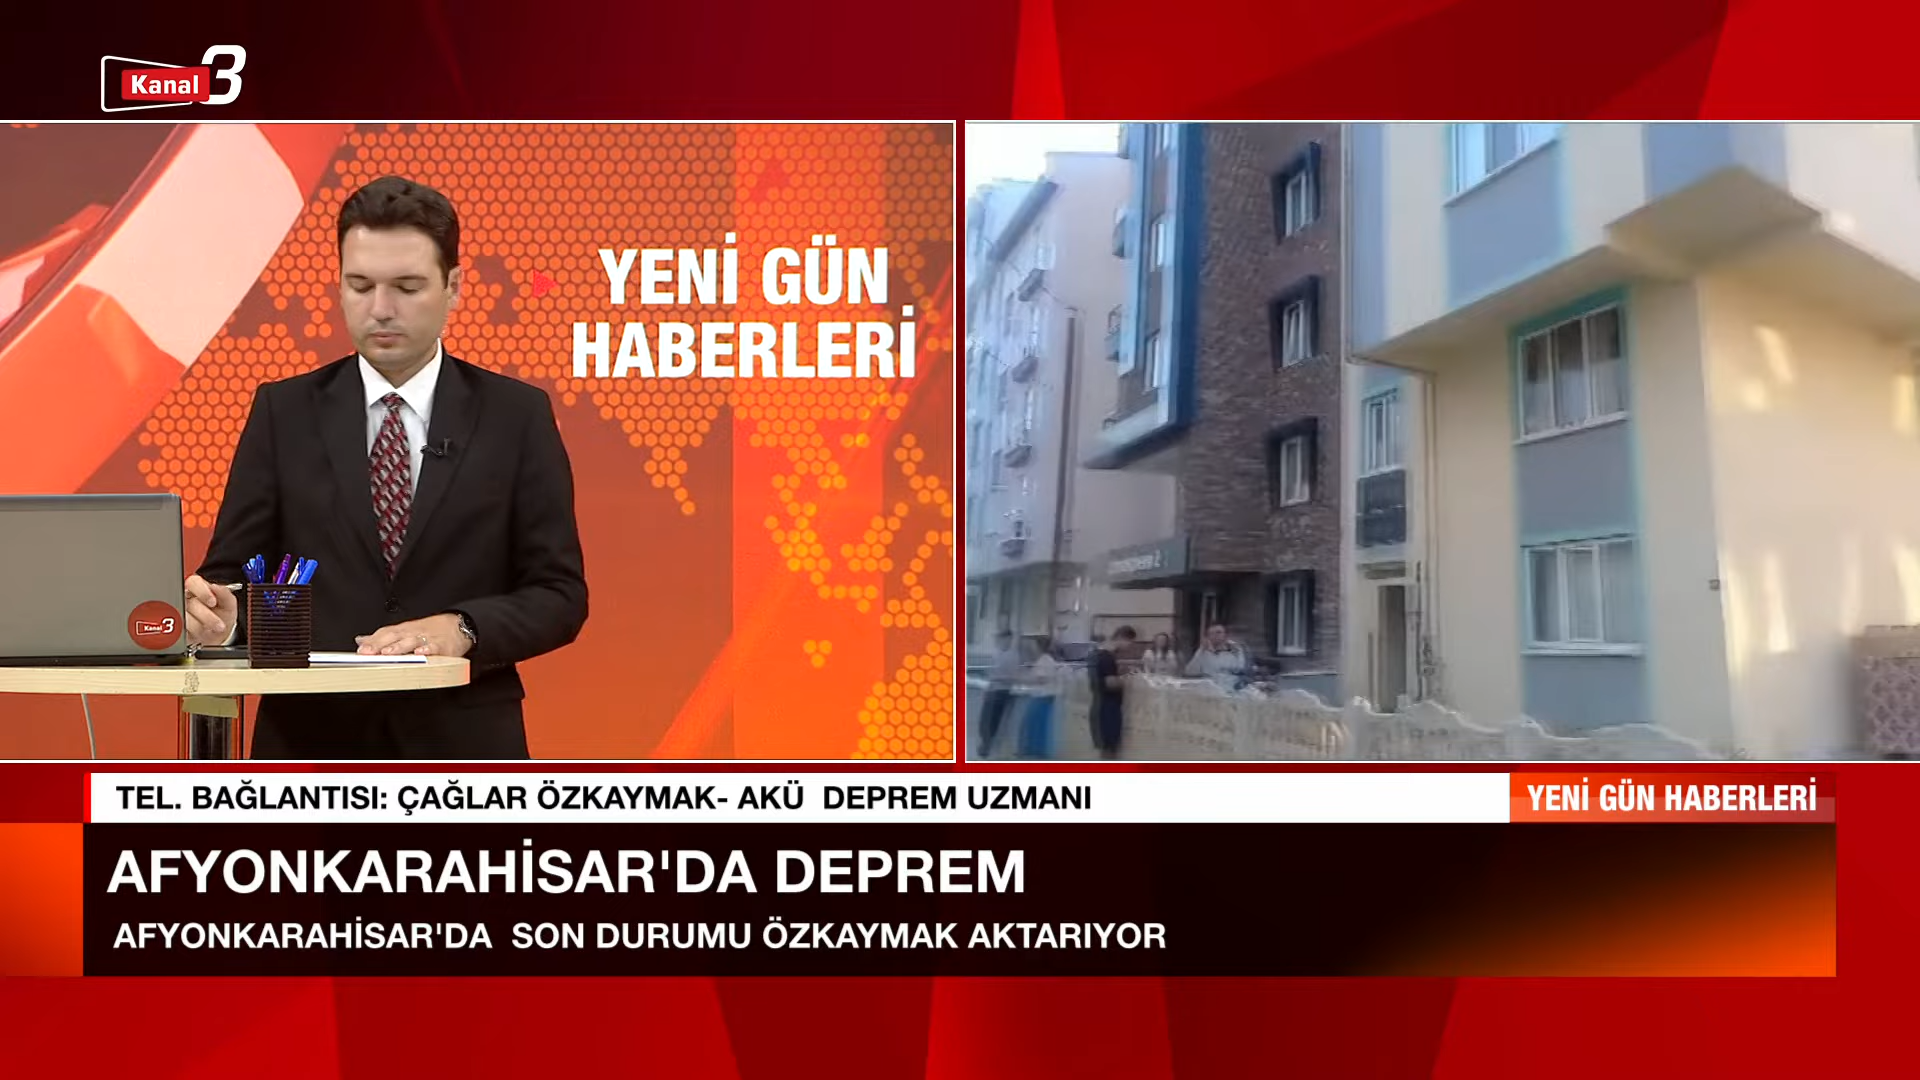 Kanal 3
YENİ GÜN
HABERLERİ
Kanal 3
TEL. BAĞLANTISI: ÇAĞLAR ÖZKAYMAK- AKÜ  DEPREM UZMANI
YENİ GÜN HABERLERİ
AFYONKARAHİSAR'DA DEPREM
AFYONKARAHİSAR'DA  SON DURUMU ÖZKAYMAK AKTARIYOR